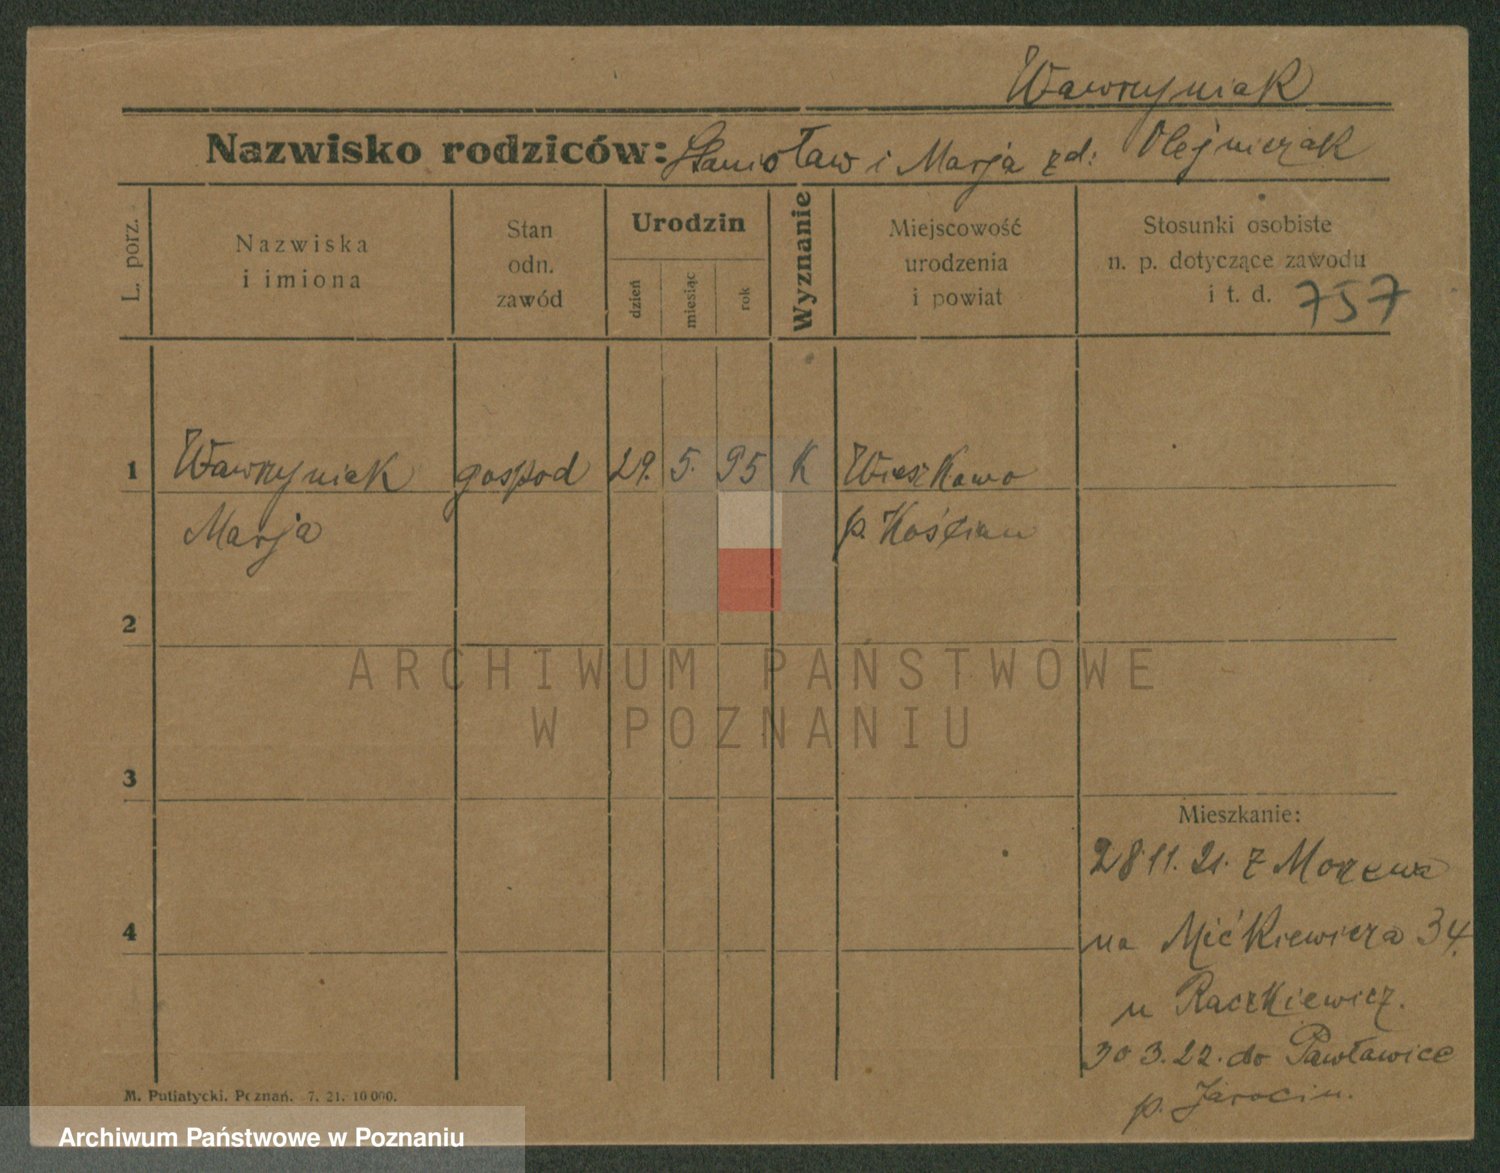 Wawrzyniak
Nazwisko rodziców: Stanisław i Marja zd: Olejniczak
L. porz.
Nazwiska
i imiona
Stan
odn.
zawód
Urodzin
dzień
miesiąc
rok
Wyznanie
Miejscowość
urodzenia
i powiat
Stosunki osobiste
n. p. dotyczące zawodu
i t. d. 757
1 Wawrzyniak gospod 29. 5. 95 K Wieszkowo
Marja p. Kościan
2
ARCHIWUM PAŃSTWOWE
W POZNANIU
3
Mieszkanie:
28 11. 21. z
4
na Mićkiewicza 34.
u Raczkiewicz.
30 3. 22. do Pawławice
p. Jarocin.
M. Putiatycki. Poznań. 7. 21. 10 000.
Archiwum Państwowe w Poznaniu